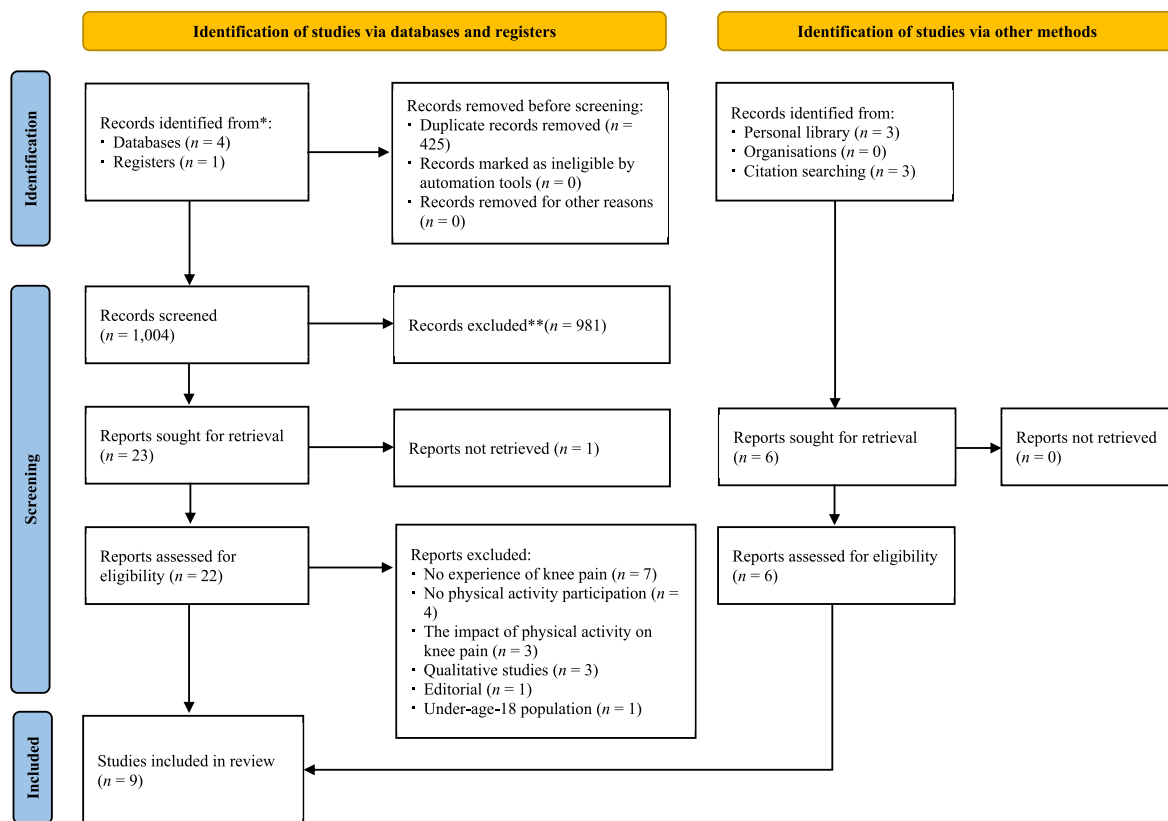 Identification of studies via databases and registers
Identification of studies via other methods
Identification
Records identified from*:
▪ Databases (n = 4)
▪ Registers (n = 1)
Records removed before screening:
▪ Duplicate records removed (n =
425)
▪ Records marked as ineligible by
automation tools (n = 0)
▪ Records removed for other reasons
(n = 0)
Records identified from:
▪ Personal library (n = 3)
▪ Organisations (n = 0)
▪ Citation searching (n = 3)
Screening
Records screened
(n = 1,004)
Records excluded**(n = 981)
Reports sought for retrieval
(n = 23)
Reports not retrieved (n = 1)
Reports sought for retrieval
(n = 6)
Reports not retrieved
(n = 0)
Reports assessed for
eligibility (n = 22)
Reports excluded:
▪ No experience of knee pain (n = 7)
▪ No physical activity participation (n =
4)
▪ The impact of physical activity on
knee pain (n = 3)
▪ Qualitative studies (n = 3)
▪ Editorial (n = 1)
▪ Under-age-18 population (n = 1)
Reports assessed for eligibility
(n = 6)
Included
Studies included in review
(n = 9)